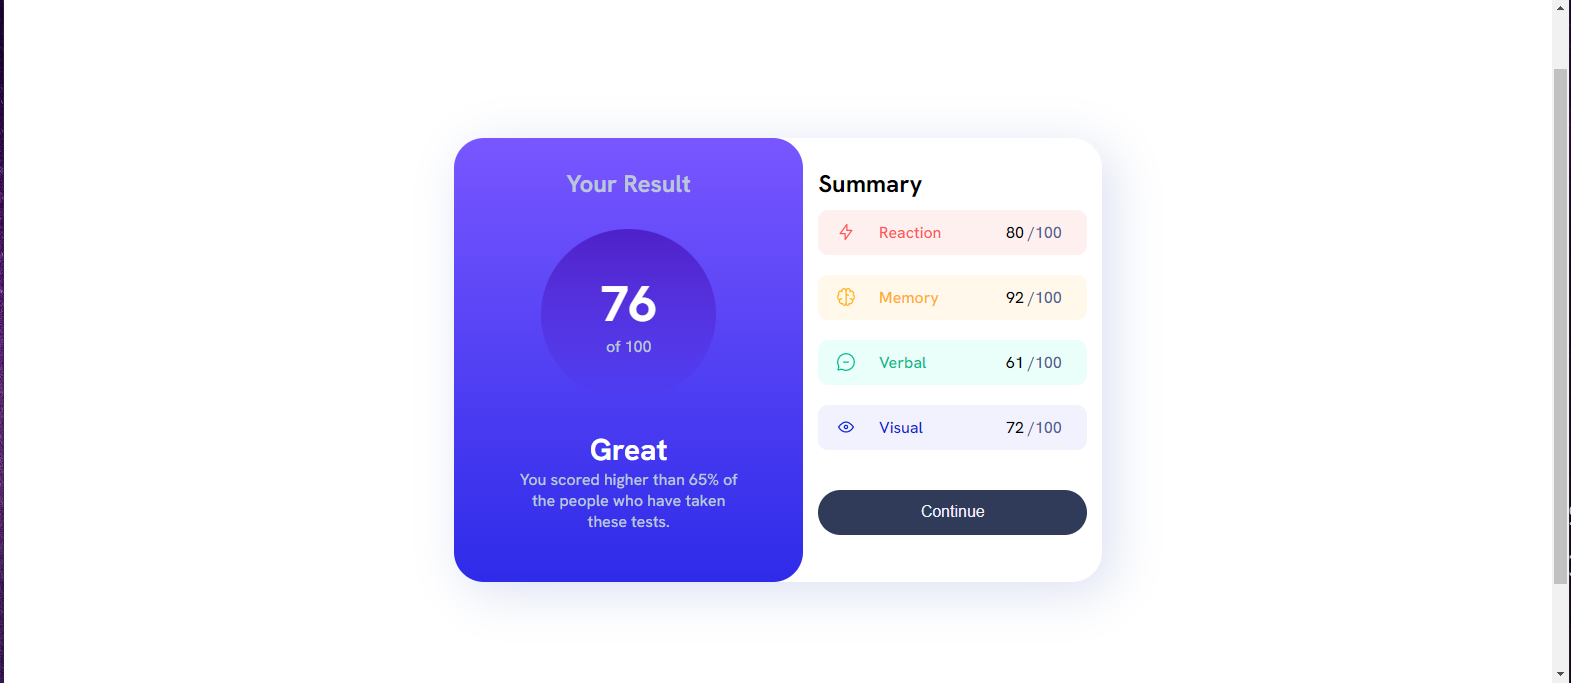 Your Result
76
of 100
Great
You scored higher than 65% of
the people who have taken
these tests.
Summary
Reaction 80 /100
Memory 92 /100
Verbal 61 /100
Visual 72 /100
Continue